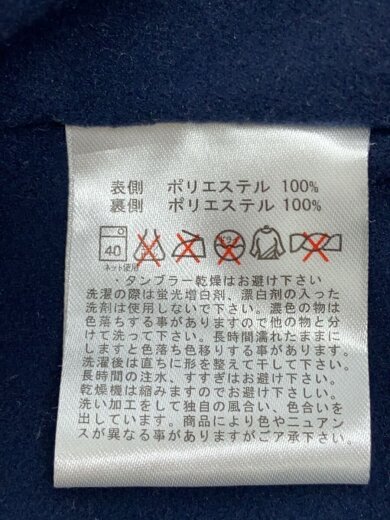 表側 ポリエステル 100%
裏側 ポリエステル 100%
40
ネット使用
・タンブラー乾燥はお避け下さい
洗濯の際は蛍光増白剤、漂白剤の入った
洗剤は使用しないで下さい。濃色の物は
色落ちする事がありますので他の物と分
けて洗って下さい。長時間濡れたままに
しますと色落ち色移りする事があります。
洗濯後は直ちに形を整えて干して下さい。
長時間の注水、すすぎはお避け下さい。
乾燥機は縮みますのでお避け下さしい。
洗い加工をして独自の風合い、色合いを
出しています。商品により色やニュアン
スが異なる事がありますがご了承下さい。